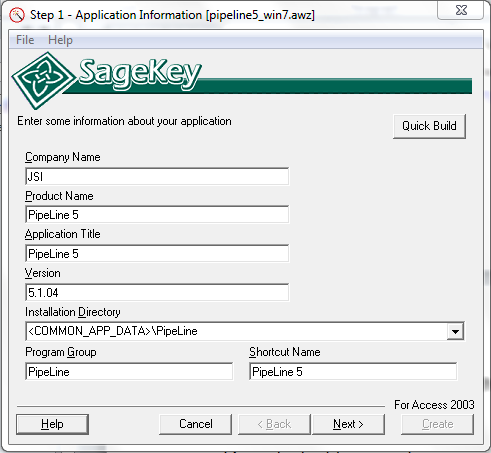 Step 1 - Application Information [pipeline5_win7.awz]
File Help
SageKey
Enter some information about your application
Quick Build
Company Name
JSI
Product Name
PipeLine 5
Application Title
PipeLine 5
Version
5.1.04
Installation Directory
<COMMON_APP_DATA>\PipeLine
Program Group Shortcut Name
PipeLine PipeLine 5
For Access 2003
Help Cancel < Back Next > Create